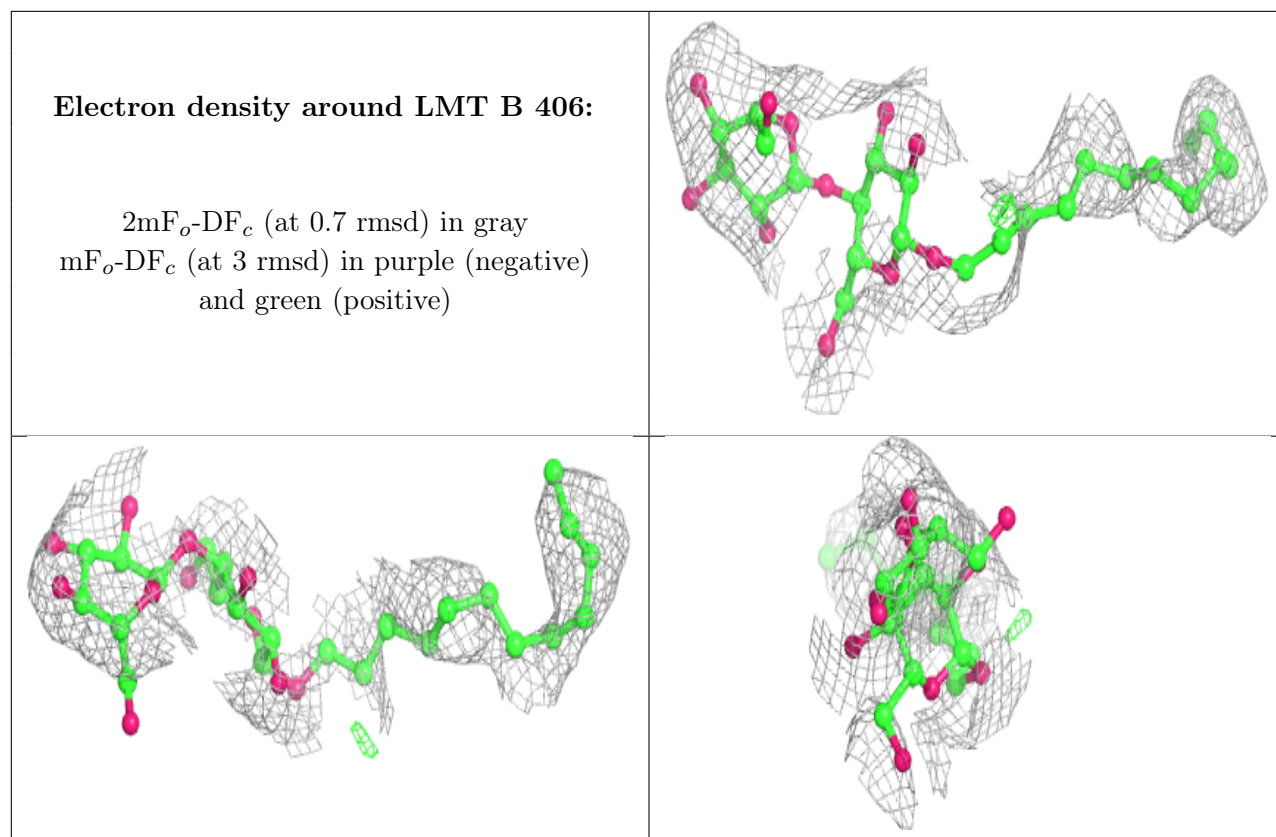 Electron density around LMT B 406:
2mFₒ-DF𝒸 (at 0.7 rmsd) in gray
mFₒ-DF𝒸 (at 3 rmsd) in purple (negative)
and green (positive)